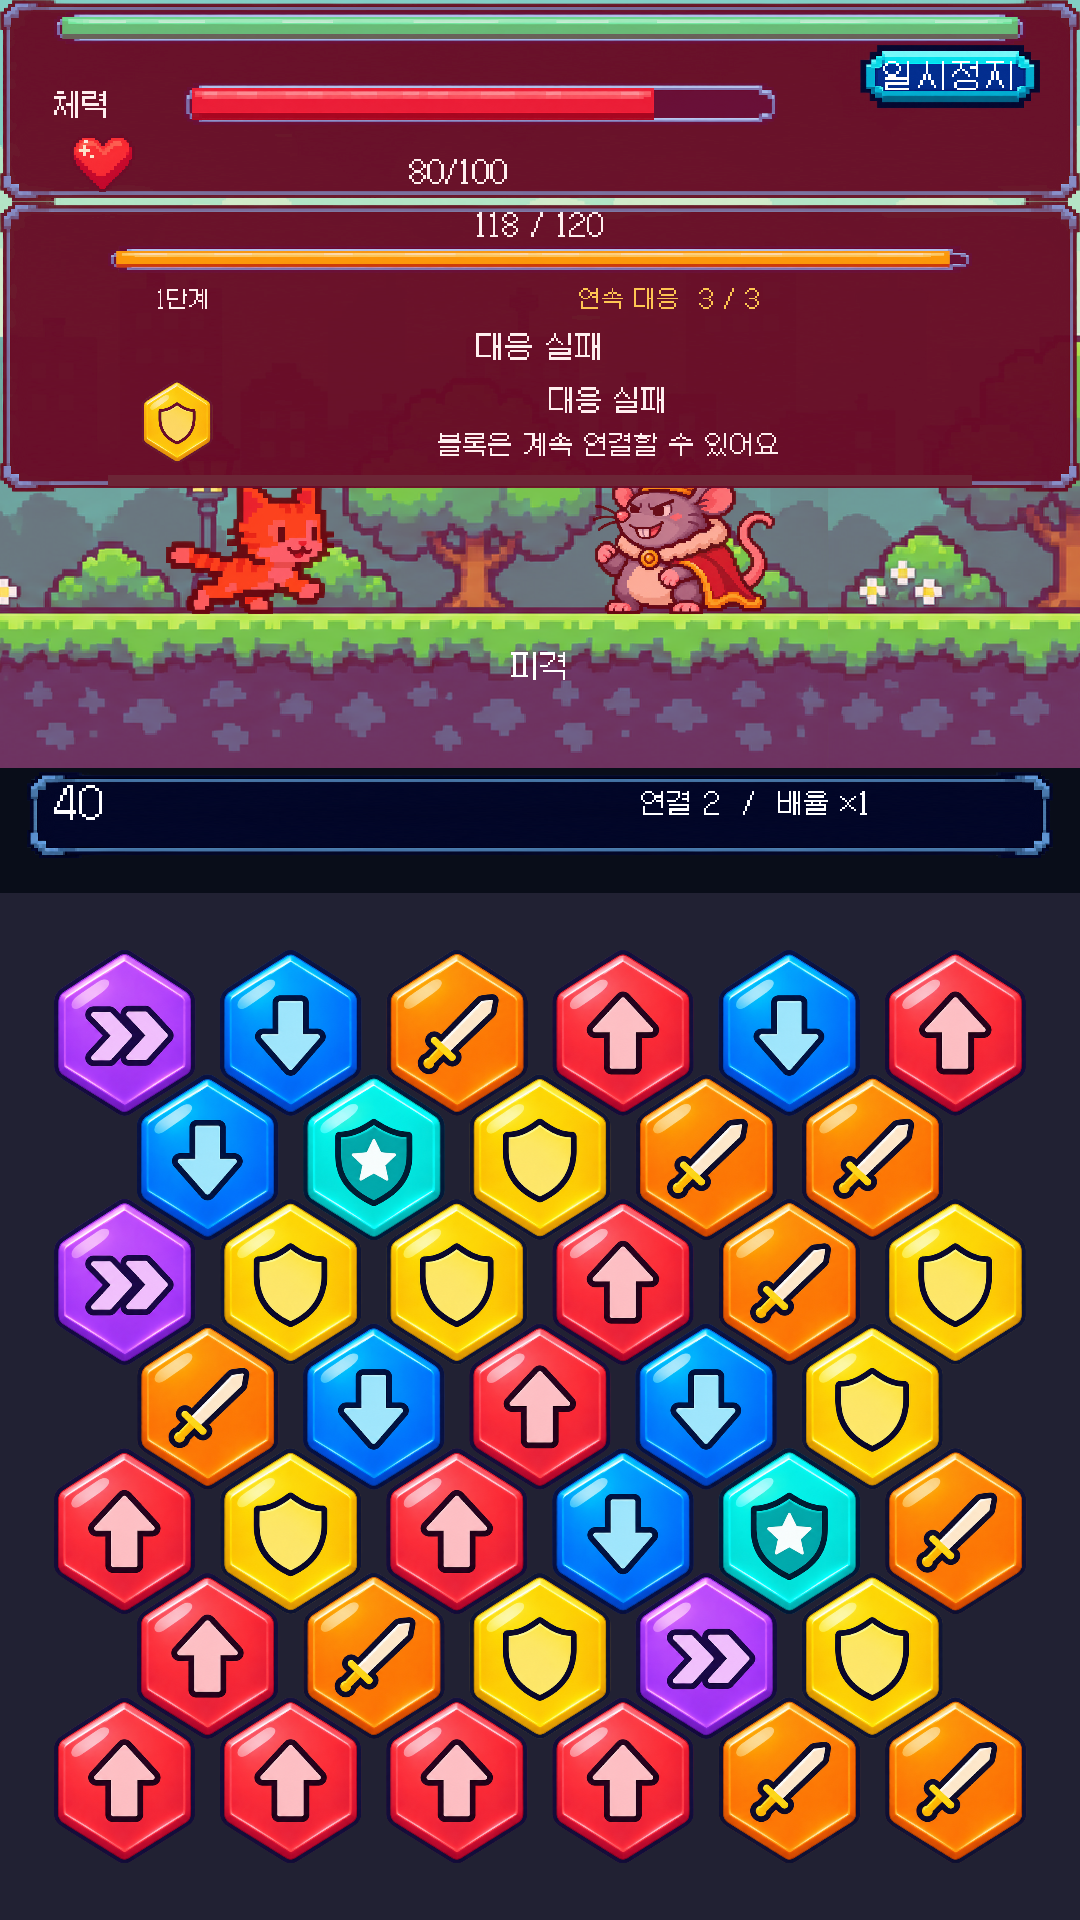 일시정지
체력
80/100
118 / 120
1단계
연속 대응 3 / 3
대응 실패
대응 실패
블록은 계속 연결할 수 있어요
피격
40
연결 2 / 배율 ×1